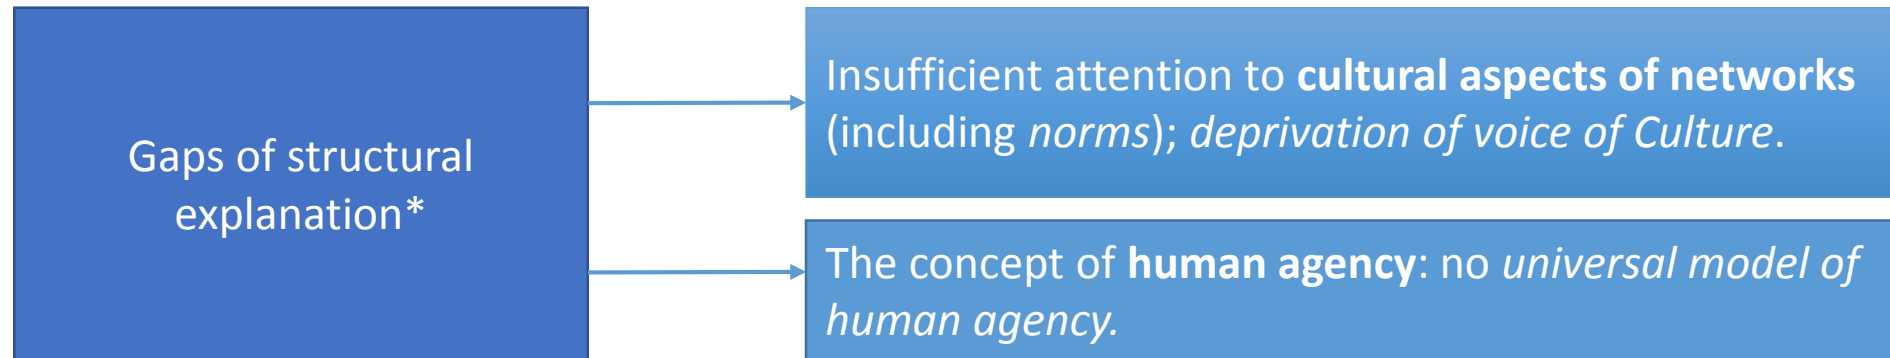 Gaps of structural
explanation*
Insufficient attention to cultural aspects of networks
(including norms); deprivation of voice of Culture.
The concept of human agency: no universal model of
human agency.